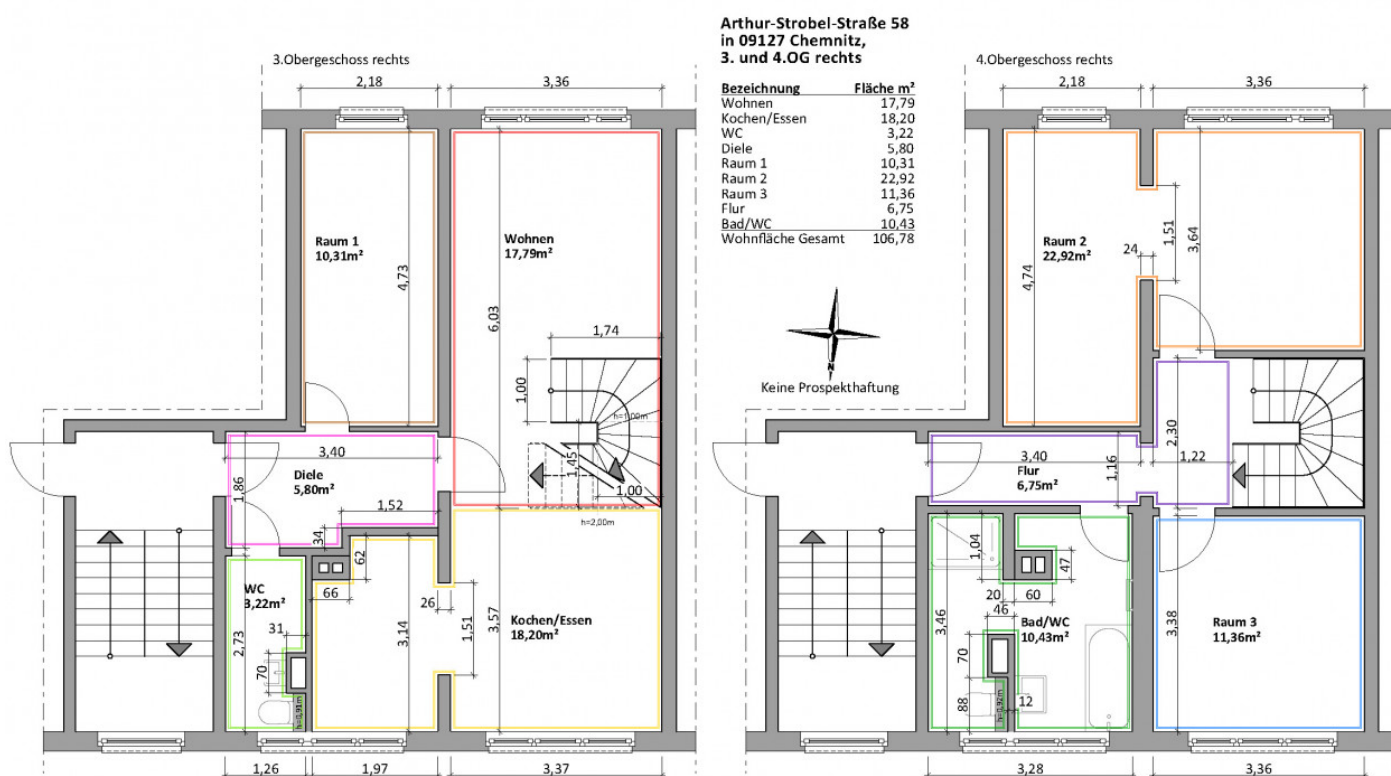 Arthur-Strobel-Straße 58
in 09127 Chemnitz,
3. und 4.OG rechts
Bezeichnung Fläche m²
Wohnen 17,79
Kochen/Essen 18,20
WC 3,22
Diele 5,80
Raum 1 10,31
Raum 2 22,92
Raum 3 11,36
Flur 6,75
Bad/WC 10,43
Wohnfläche Gesamt 106,78
N
Keine Prospekthaftung
3.Obergeschoss rechts
2,18
3,36
Raum 1
10,31m²
4,73
Wohnen
17,79m²
6,03
1,74
1,00
h=1,00m
1,45
1,00
h=2,00m
3,40
Diele
5,80m²
1,86
1,52
34
62
66
WC
3,22m²
2,73
31
70
h=0,91m
3,14
26
1,51
3,57
Kochen/Essen
18,20m²
1,26
1,97
3,37
4.Obergeschoss rechts
2,18
3,36
Raum 2
22,92m²
4,74
24
1,51
3,64
2,30
1,22
3,40
Flur
6,75m²
1,16
1,04
47
20
60
46
3,46
Bad/WC
10,43m²
70
88
h=0,92m
12
3,38
Raum 3
11,36m²
3,28
3,36